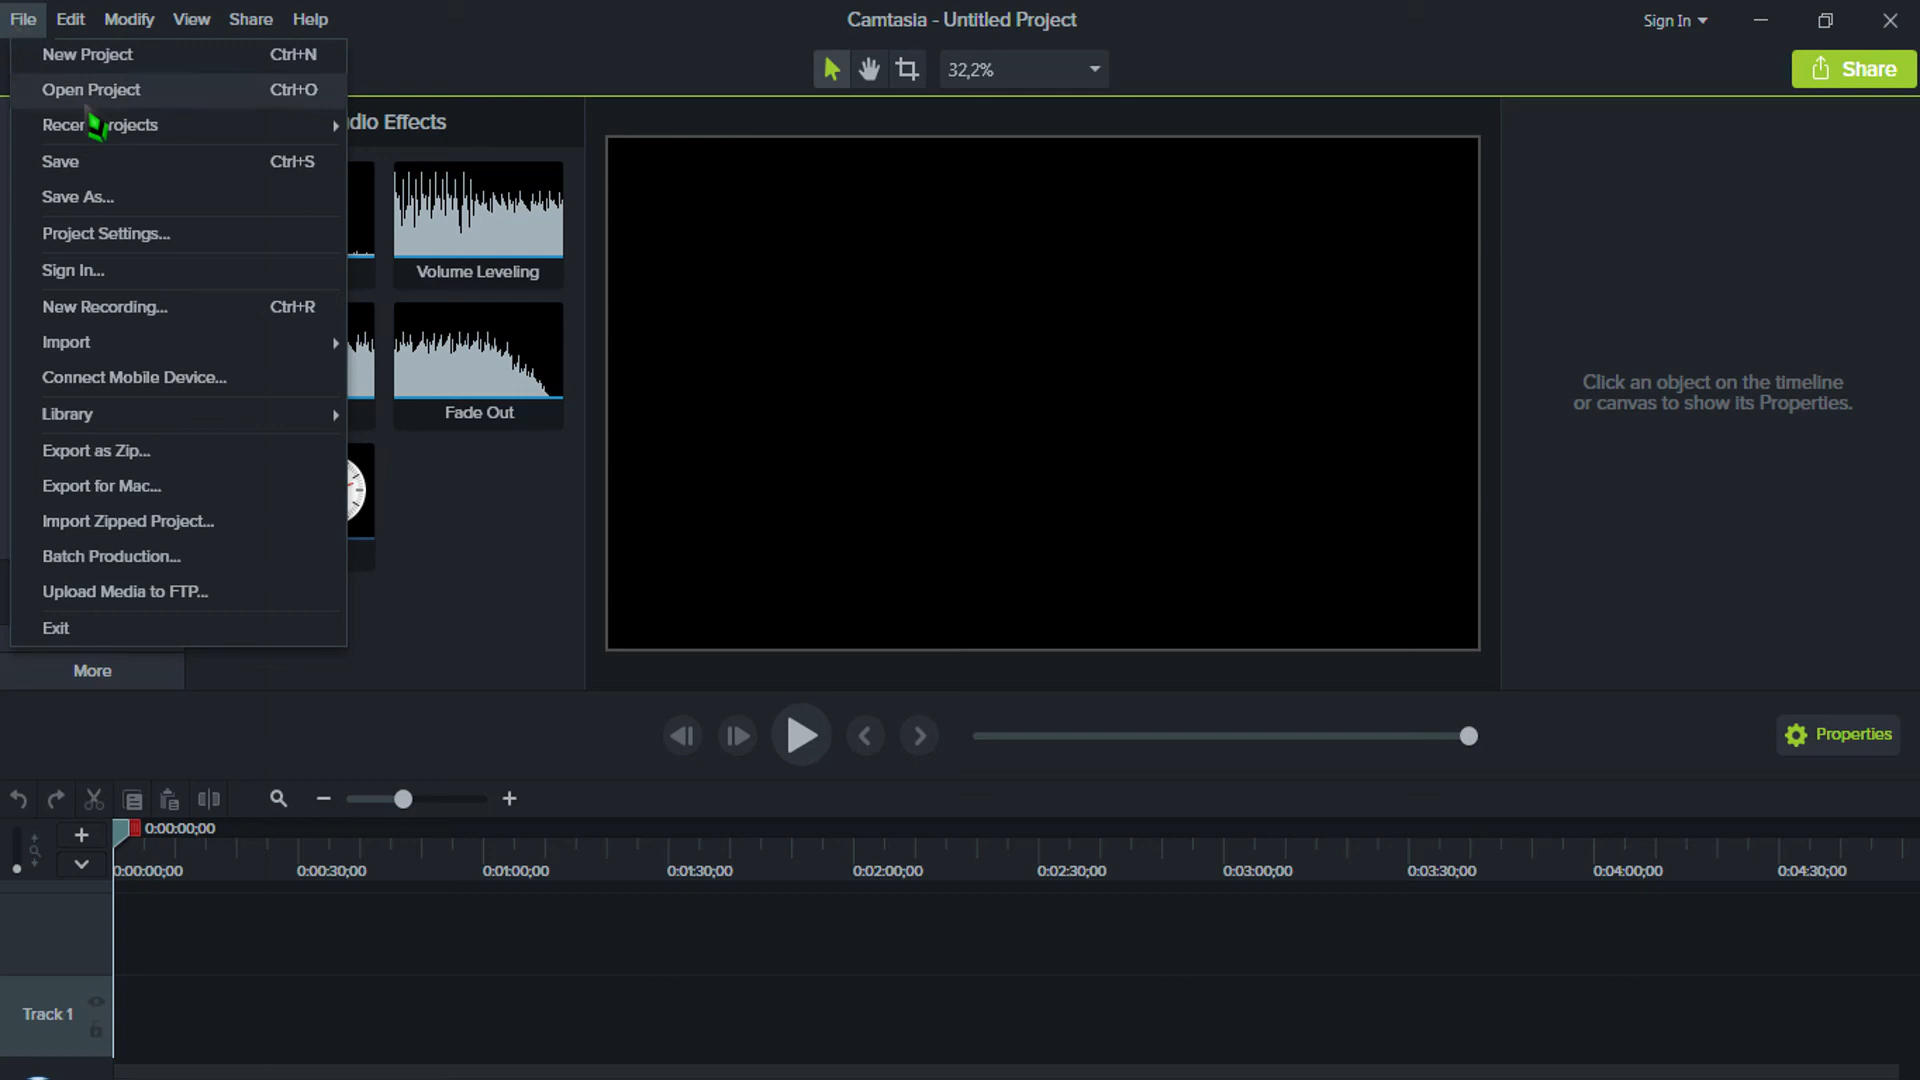 File Edit Modify View Share Help
Camtasia - Untitled Project
Sign In
New Project Ctrl+N
Open Project Ctrl+O
Projects
Save Ctrl+S
Save As...
Project Settings...
Sign In...
New Recording... Ctrl+R
Import
Connect Mobile Device...
Library
Export as Zip...
Export for Mac...
Import Zipped Project...
Batch Production...
Upload Media to FTP...
Exit
More
32,2%
Share
Effects
Volume Leveling
Fade Out
Click an object on the timeline
or canvas to show its Properties.
Properties
0:00:00;00
0:00:00;00 0:00:30;00 0:01:00;00 0:01:30;00 0:02:00;00 0:02:30;00 0:03:00;00 0:03:30;00 0:04:00;00 0:04:30;00
Track 1